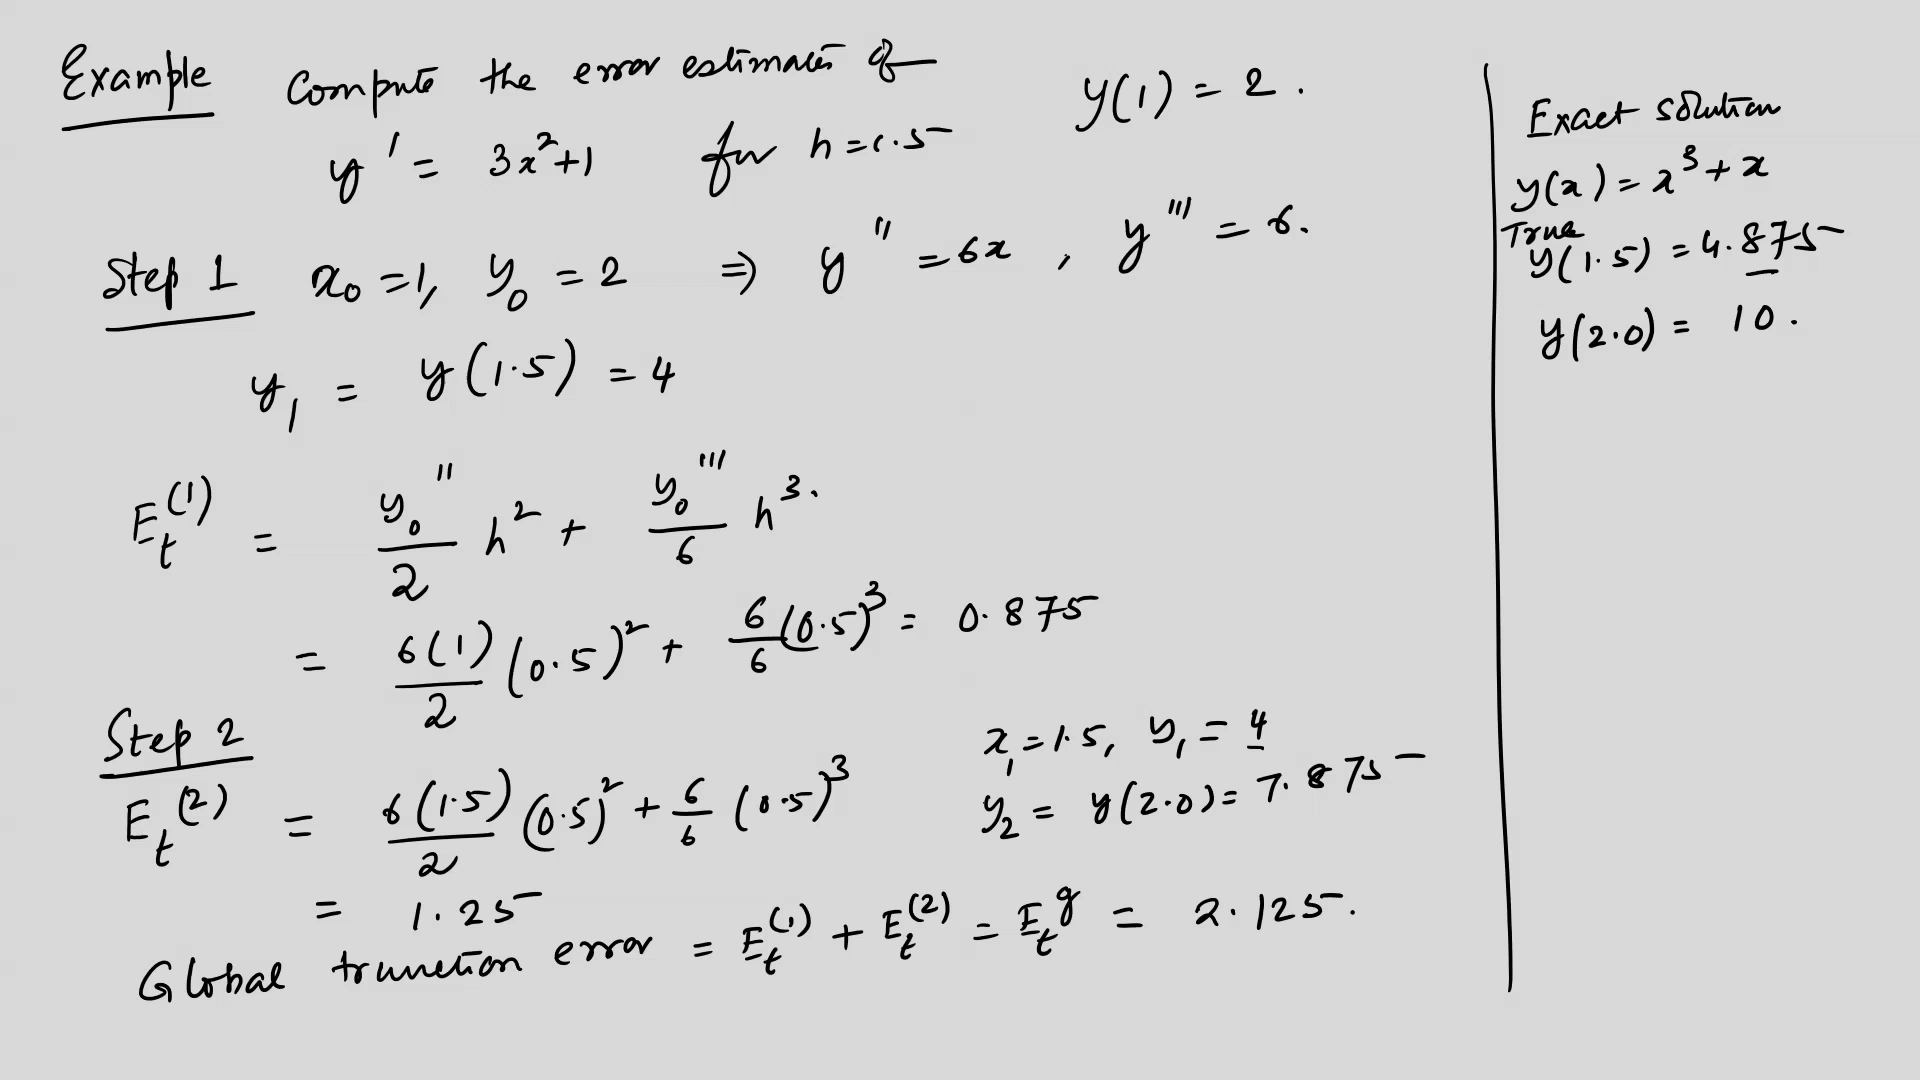 Example Compute the error estimates of
y' = 3x²+1 for h = 0.5 y(1) = 2.
Step 1 x₀ = 1, y₀ = 2 ⇒ y'' = 6x , y''' = 6.
y₁ = y(1.5) = 4
E_t^(1) = y₀''/2 h² + y₀'''/6 h³.
= 6(1)/2 (0.5)² + 6/6 (0.5)³ = 0.875
Step 2
x₁ = 1.5, y₁ = 4
E_t^(2) = 6(1.5)/2 (0.5)² + 6/6 (0.5)³
y₂ = y(2.0) = 7.875
= 1.25
Global trunction error = E_t^(1) + E_t^(2) = E_t^g = 2.125.
Exact solution
y(x) = x³ + x
True
y(1.5) = 4.875
y(2.0) = 10.